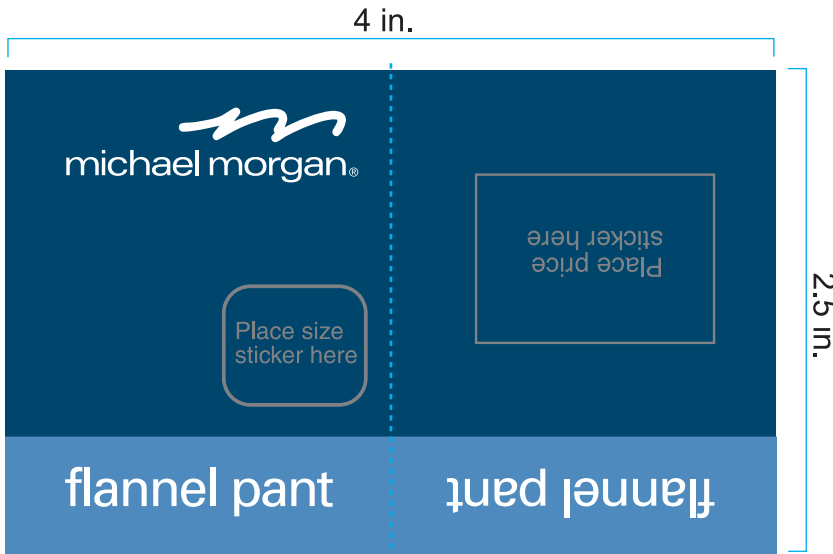 4 in.
michael morgan®
Place size
sticker here
flannel pant
Place price
sticker here
flannel pant
2.5 in.